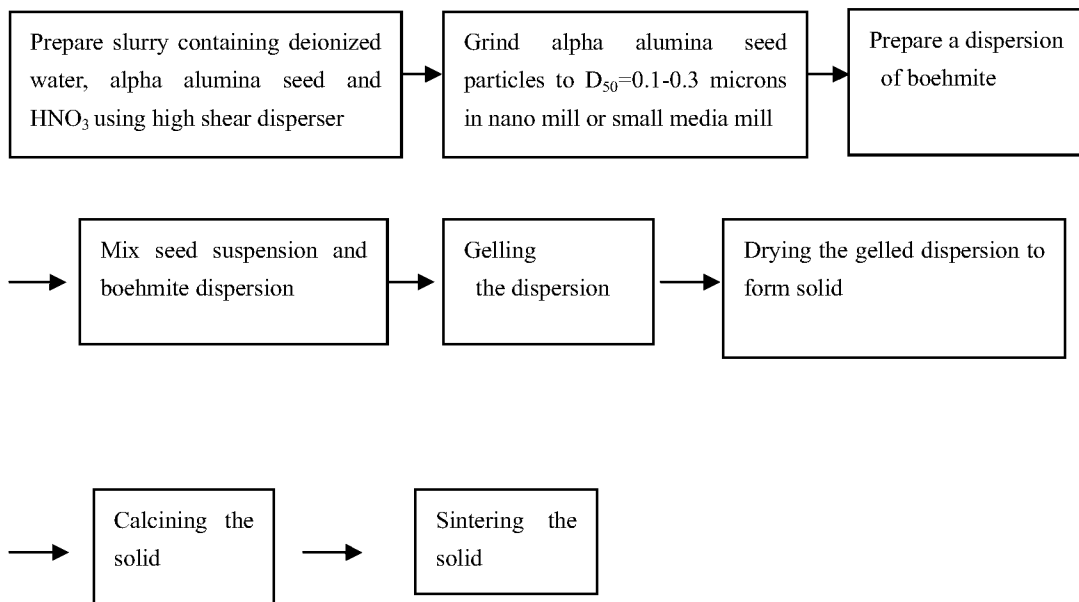 Prepare slurry containing deionized
water, alpha alumina seed and
HNO₃ using high shear disperser
Grind alpha alumina seed
particles to D₅₀=0.1-0.3 microns
in nano mill or small media mill
Prepare a dispersion
of boehmite
Mix seed suspension and
boehmite dispersion
Gelling
the dispersion
Drying the gelled dispersion to
form solid
Calcining the
solid
Sintering the
solid